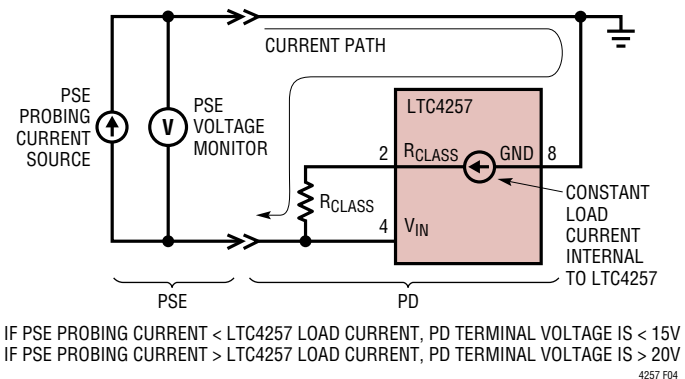 CURRENT PATH
PSE
PROBING
CURRENT
SOURCE
V
PSE
VOLTAGE
MONITOR
LTC4257
2
RCLASS
GND
8
RCLASS
4
VIN
CONSTANT
LOAD
CURRENT
INTERNAL
TO LTC4257
PSE
PD
IF PSE PROBING CURRENT < LTC4257 LOAD CURRENT, PD TERMINAL VOLTAGE IS < 15V
IF PSE PROBING CURRENT > LTC4257 LOAD CURRENT, PD TERMINAL VOLTAGE IS > 20V
4257 F04